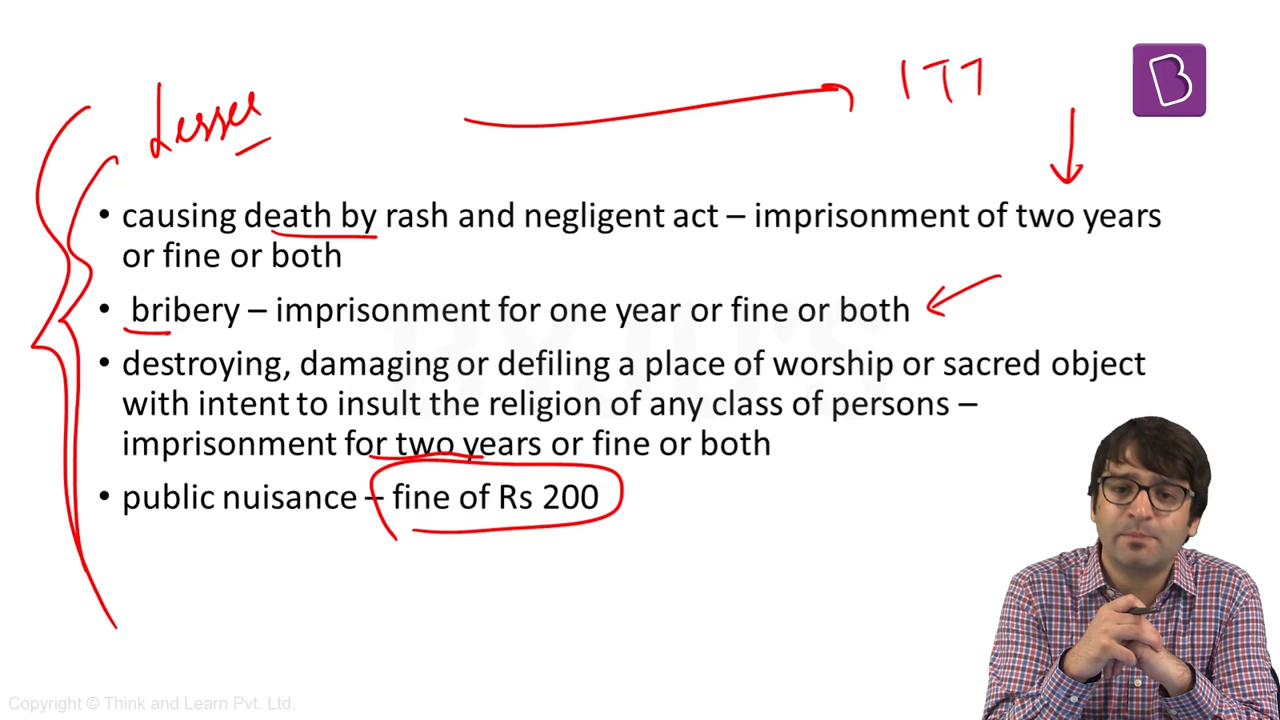 Lesser
B
• causing death by rash and negligent act – imprisonment of two years
or fine or both
• bribery – imprisonment for one year or fine or both
• destroying, damaging or defiling a place of worship or sacred object
with intent to insult the religion of any class of persons –
imprisonment for two years or fine or both
• public nuisance – fine of Rs 200
BYJU'S
Copyright © Think and Learn Pvt. Ltd.